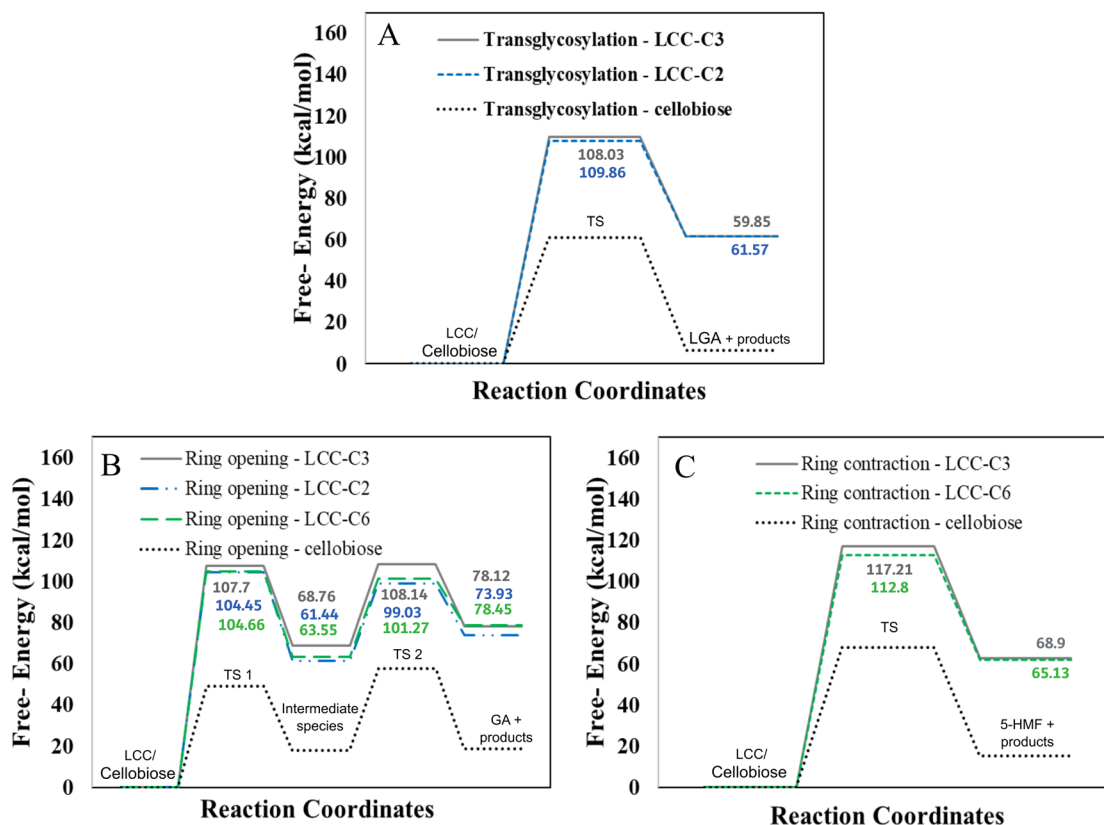 A
Transglycosylation - LCC-C3
Transglycosylation - LCC-C2
Transglycosylation - cellobiose
160
140
120
100
80
60
40
20
0
Free- Energy (kcal/mol)
108.03
109.86
TS
59.85
61.57
LCC/
Cellobiose
LGA + products
Reaction Coordinates
B
Ring opening - LCC-C3
Ring opening - LCC-C2
Ring opening - LCC-C6
Ring opening - cellobiose
160
140
120
100
80
60
40
20
0
Free- Energy (kcal/mol)
107.7
104.45
104.66
68.76
61.44
63.55
108.14
99.03
101.27
78.12
73.93
78.45
TS 1
TS 2
Intermediate
species
GA +
products
LCC/
Cellobiose
Reaction Coordinates
C
Ring contraction - LCC-C3
Ring contraction - LCC-C6
Ring contraction - cellobiose
160
140
120
100
80
60
40
20
0
Free- Energy (kcal/mol)
117.21
112.8
TS
68.9
65.13
5-HMF +
products
LCC/
Cellobiose
Reaction Coordinates